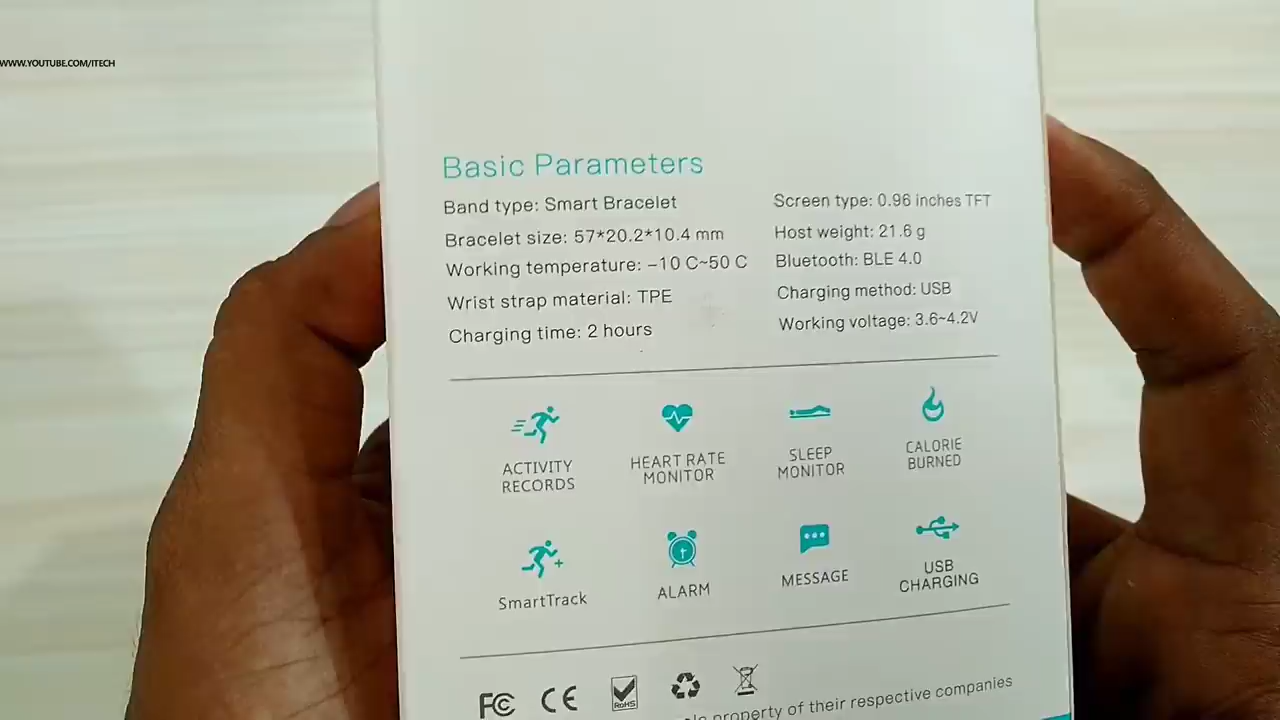 WWW.YOUTUBE.COM/ITECH
Basic Parameters
Band type: Smart Bracelet
Bracelet size: 57*20.2*10.4 mm
Working temperature: −10 C~50 C
Wrist strap material: TPE
Charging time: 2 hours
Screen type: 0.96 inches TFT
Host weight: 21.6 g
Bluetooth: BLE 4.0
Charging method: USB
Working voltage: 3.6~4.2V
ACTIVITY
RECORDS
HEART RATE
MONITOR
SLEEP
MONITOR
CALORIE
BURNED
SmartTrack
ALARM
MESSAGE
USB
CHARGING
FC
CE
RoHS
property of their respective companies